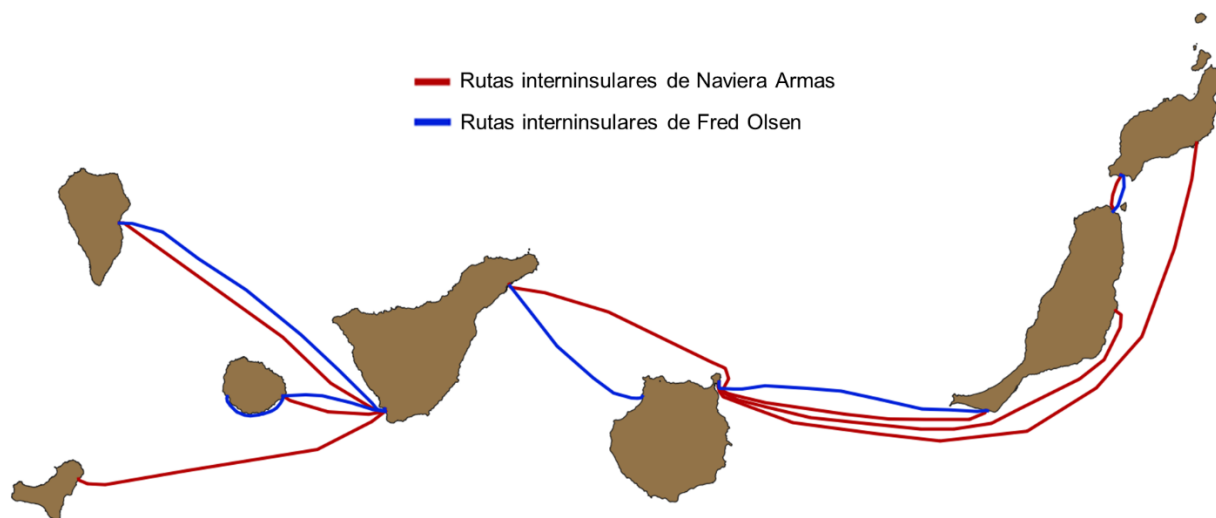 Rutas interninsulares de Naviera Armas
Rutas interninsulares de Fred Olsen